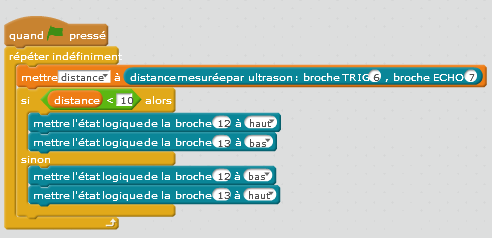 quand pressé
répéter indéfiniment
mettre distance à distance mesurée par ultrason : broche TRIG 6 , broche ECHO 7
si distance < 10 alors
mettre l'état logique de la broche 12 à haut
mettre l'état logique de la broche 13 à bas
sinon
mettre l'état logique de la broche 12 à bas
mettre l'état logique de la broche 13 à haut